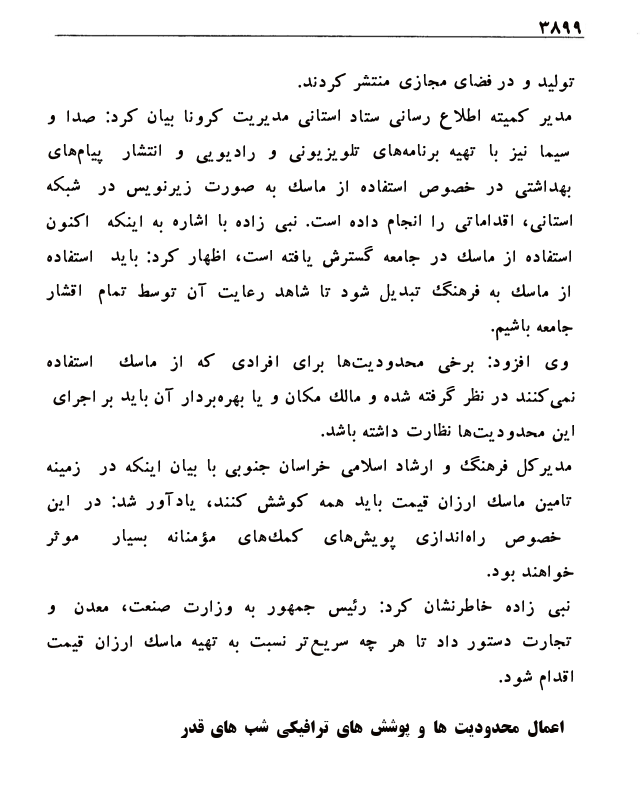 ۳۸۹۹
تولید و در فضای مجازی منتشر کردند.
مدیر کمیته اطلاع رسانی ستاد استانی مدیریت کرونا بیان کرد: صدا و
سیما نیز با تهیه برنامه‌های تلویزیونی و رادیویی و انتشار پیام‌های
بهداشتی در خصوص استفاده از ماسک به صورت زیرنویس در شبکه
استانی، اقداماتی را انجام داده است. نبی زاده با اشاره به اینکه اکنون
استفاده از ماسک در جامعه گسترش یافته است، اظهار کرد: باید استفاده
از ماسک به فرهنگ تبدیل شود تا شاهد رعایت آن توسط تمام اقشار
جامعه باشیم.
وی افزود: برخی محدودیت‌ها برای افرادی که از ماسک استفاده
نمی‌کنند در نظر گرفته شده و مالک مکان و یا بهره‌بردار آن باید بر اجرای
این محدودیت‌ها نظارت داشته باشد.
مدیرکل فرهنگ و ارشاد اسلامی خراسان جنوبی با بیان اینکه در زمینه
تامین ماسک ارزان قیمت باید همه کوشش کنند، یادآور شد: در این
خصوص راه‌اندازی پویش‌های کمک‌های مؤمنانه بسیار موثر
خواهند بود.
نبی زاده خاطرنشان کرد: رئیس جمهور به وزارت صنعت، معدن و
تجارت دستور داد تا هر چه سریع‌تر نسبت به تهیه ماسک ارزان قیمت
اقدام شود.
اعمال محدودیت ها و پوشش های ترافیکی شب های قدر